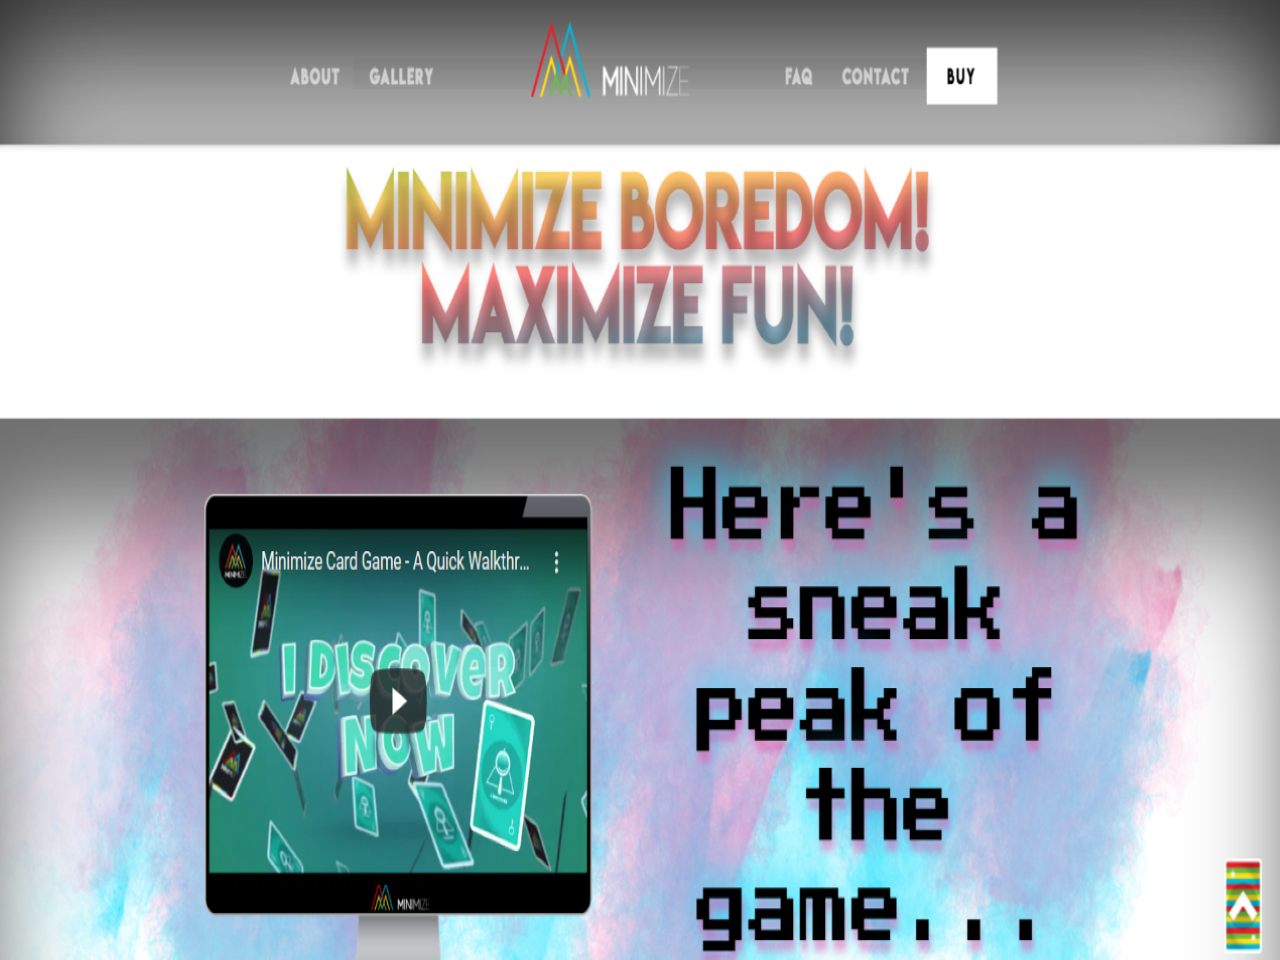 ABOUT GALLERY MINIMIZE FAQ CONTACT BUY
MINIMIZE BOREDOM!
MAXIMIZE FUN!
Here's a
sneak
peak of
the
game...
MINIMIZE
Minimize Card Game - A Quick Walkthr...
I DISCOVER
NOW
MINIMIZE